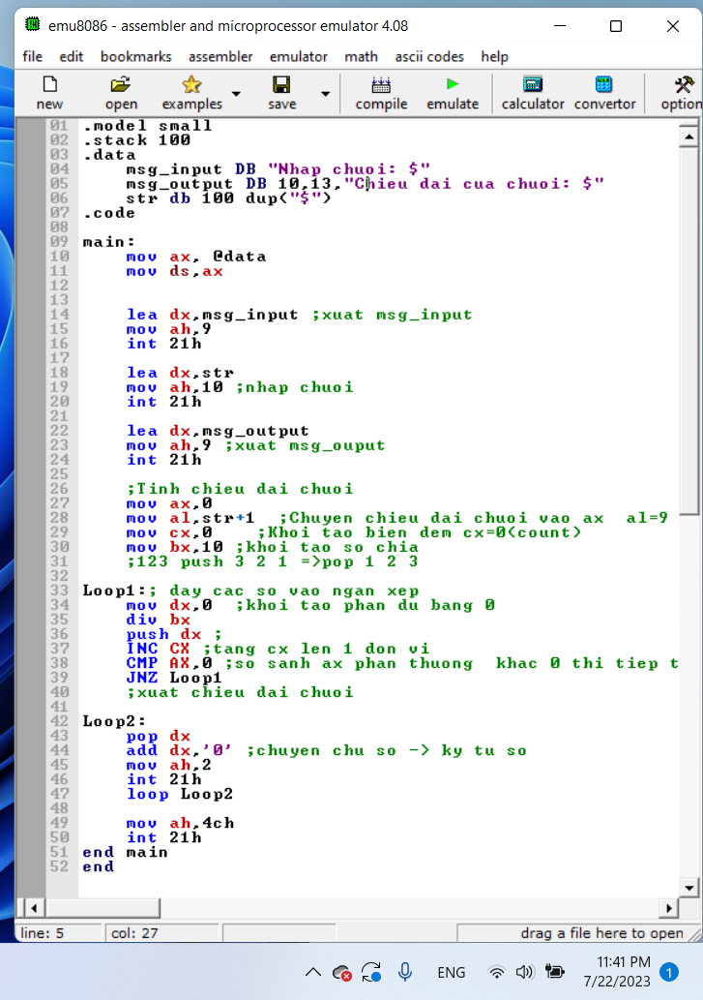 emu8086 - assembler and microprocessor emulator 4.08
file edit bookmarks assembler emulator math ascii codes help
new open examples save compile emulate calculator convertor option
01 .model small
02 .stack 100
03 .data
04 msg_input DB "Nhap chuoi: $"
05 msg_output DB 10,13,"Chieu dai cua chuoi: $"
06 str db 100 dup("$")
07 .code
08
09 main:
10 mov ax, @data
11 mov ds,ax
12
13
14 lea dx,msg_input ;xuat msg_input
15 mov ah,9
16 int 21h
17
18 lea dx,str
19 mov ah,10 ;nhap chuoi
20 int 21h
21
22 lea dx,msg_output
23 mov ah,9 ;xuat msg_ouput
24 int 21h
25
26 ;Tinh chieu dai chuoi
27 mov ax,0
28 mov al,str+1 ;Chuyen chieu dai chuoi vao ax al=9
29 mov cx,0 ;Khoi tao bien dem cx=0(count)
30 mov bx,10 ;khoi tao so chia
31 ;123 push 3 2 1 =>pop 1 2 3
32
33 Loop1:; day cac so vao ngan xep
34 mov dx,0 ;khoi tao phan du bang 0
35 div bx
36 push dx ;
37 INC CX ;tang cx len 1 don vi
38 CMP AX,0 ;so sanh ax phan thuong khac 0 thi tiep t
39 JNZ Loop1
40 ;xuat chieu dai chuoi
41
42 Loop2:
43 pop dx
44 add dx,'0' ;chuyen chu so -> ky tu so
45 mov ah,2
46 int 21h
47 loop Loop2
48
49 mov ah,4ch
50 int 21h
51 end main
52 end
line: 5 col: 27 drag a file here to open
ENG 11:41 PM
7/22/2023 1